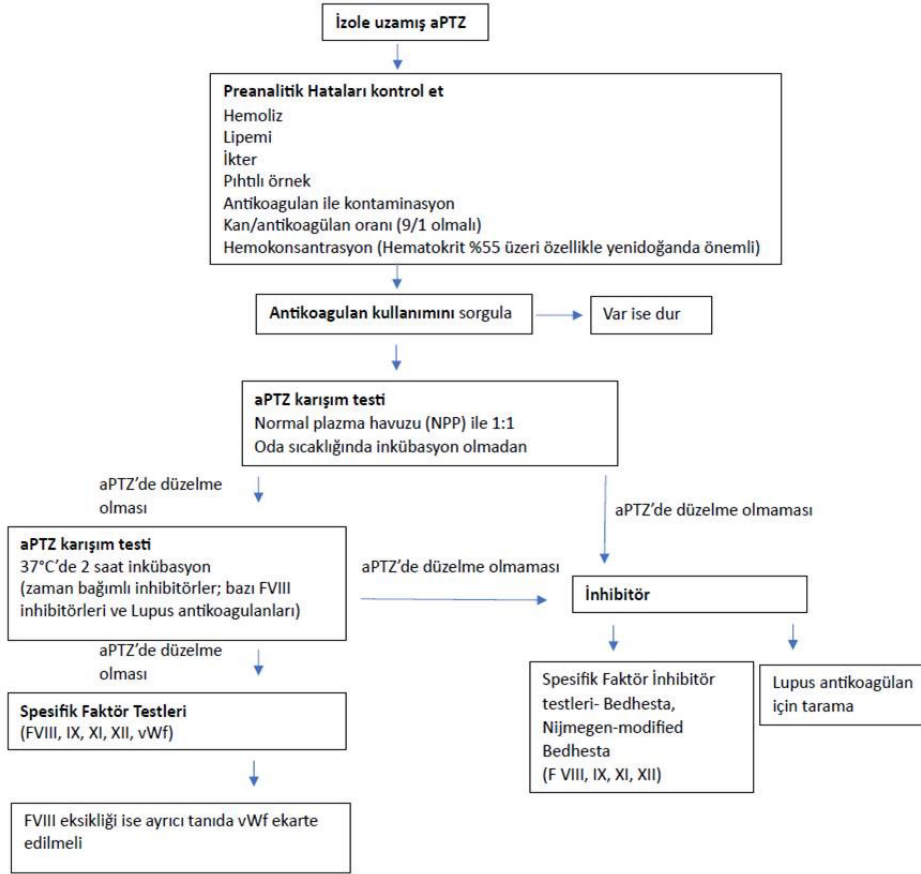 İzole uzamış aPTZ
Preanalitik Hataları kontrol et
Hemoliz
Lipemi
İkter
Pıhtılı örnek
Antikoagulan ile kontaminasyon
Kan/antikoagülan oranı (9/1 olmalı)
Hemokonsantrasyon (Hematokrit %55 üzeri özellikle yenidoğanda önemli)
Antikoagulan kullanımını sorgula
Var ise dur
aPTZ karışım testi
Normal plazma havuzu (NPP) ile 1:1
Oda sıcaklığında inkübasyon olmadan
aPTZ’de düzelme
olması
aPTZ’de düzelme olmaması
aPTZ karışım testi
37°C’de 2 saat inkübasyon
(zaman bağımlı inhibitörler; bazı FVIII
inhibitörleri ve Lupus antikoagulanları)
aPTZ’de düzelme olmaması
İnhibitör
aPTZ’de düzelme
olması
Spesifik Faktör Testleri
(FVIII, IX, XI, XII, vWf)
Spesifik Faktör İnhibitör
testleri- Bedhesta,
Nijmegen-modified
Bedhesta
(F VIII, IX, XI, XII)
Lupus antikoagülan
için tarama
FVIII eksikliği ise ayrıcı tanıda vWf ekarte
edilmeli